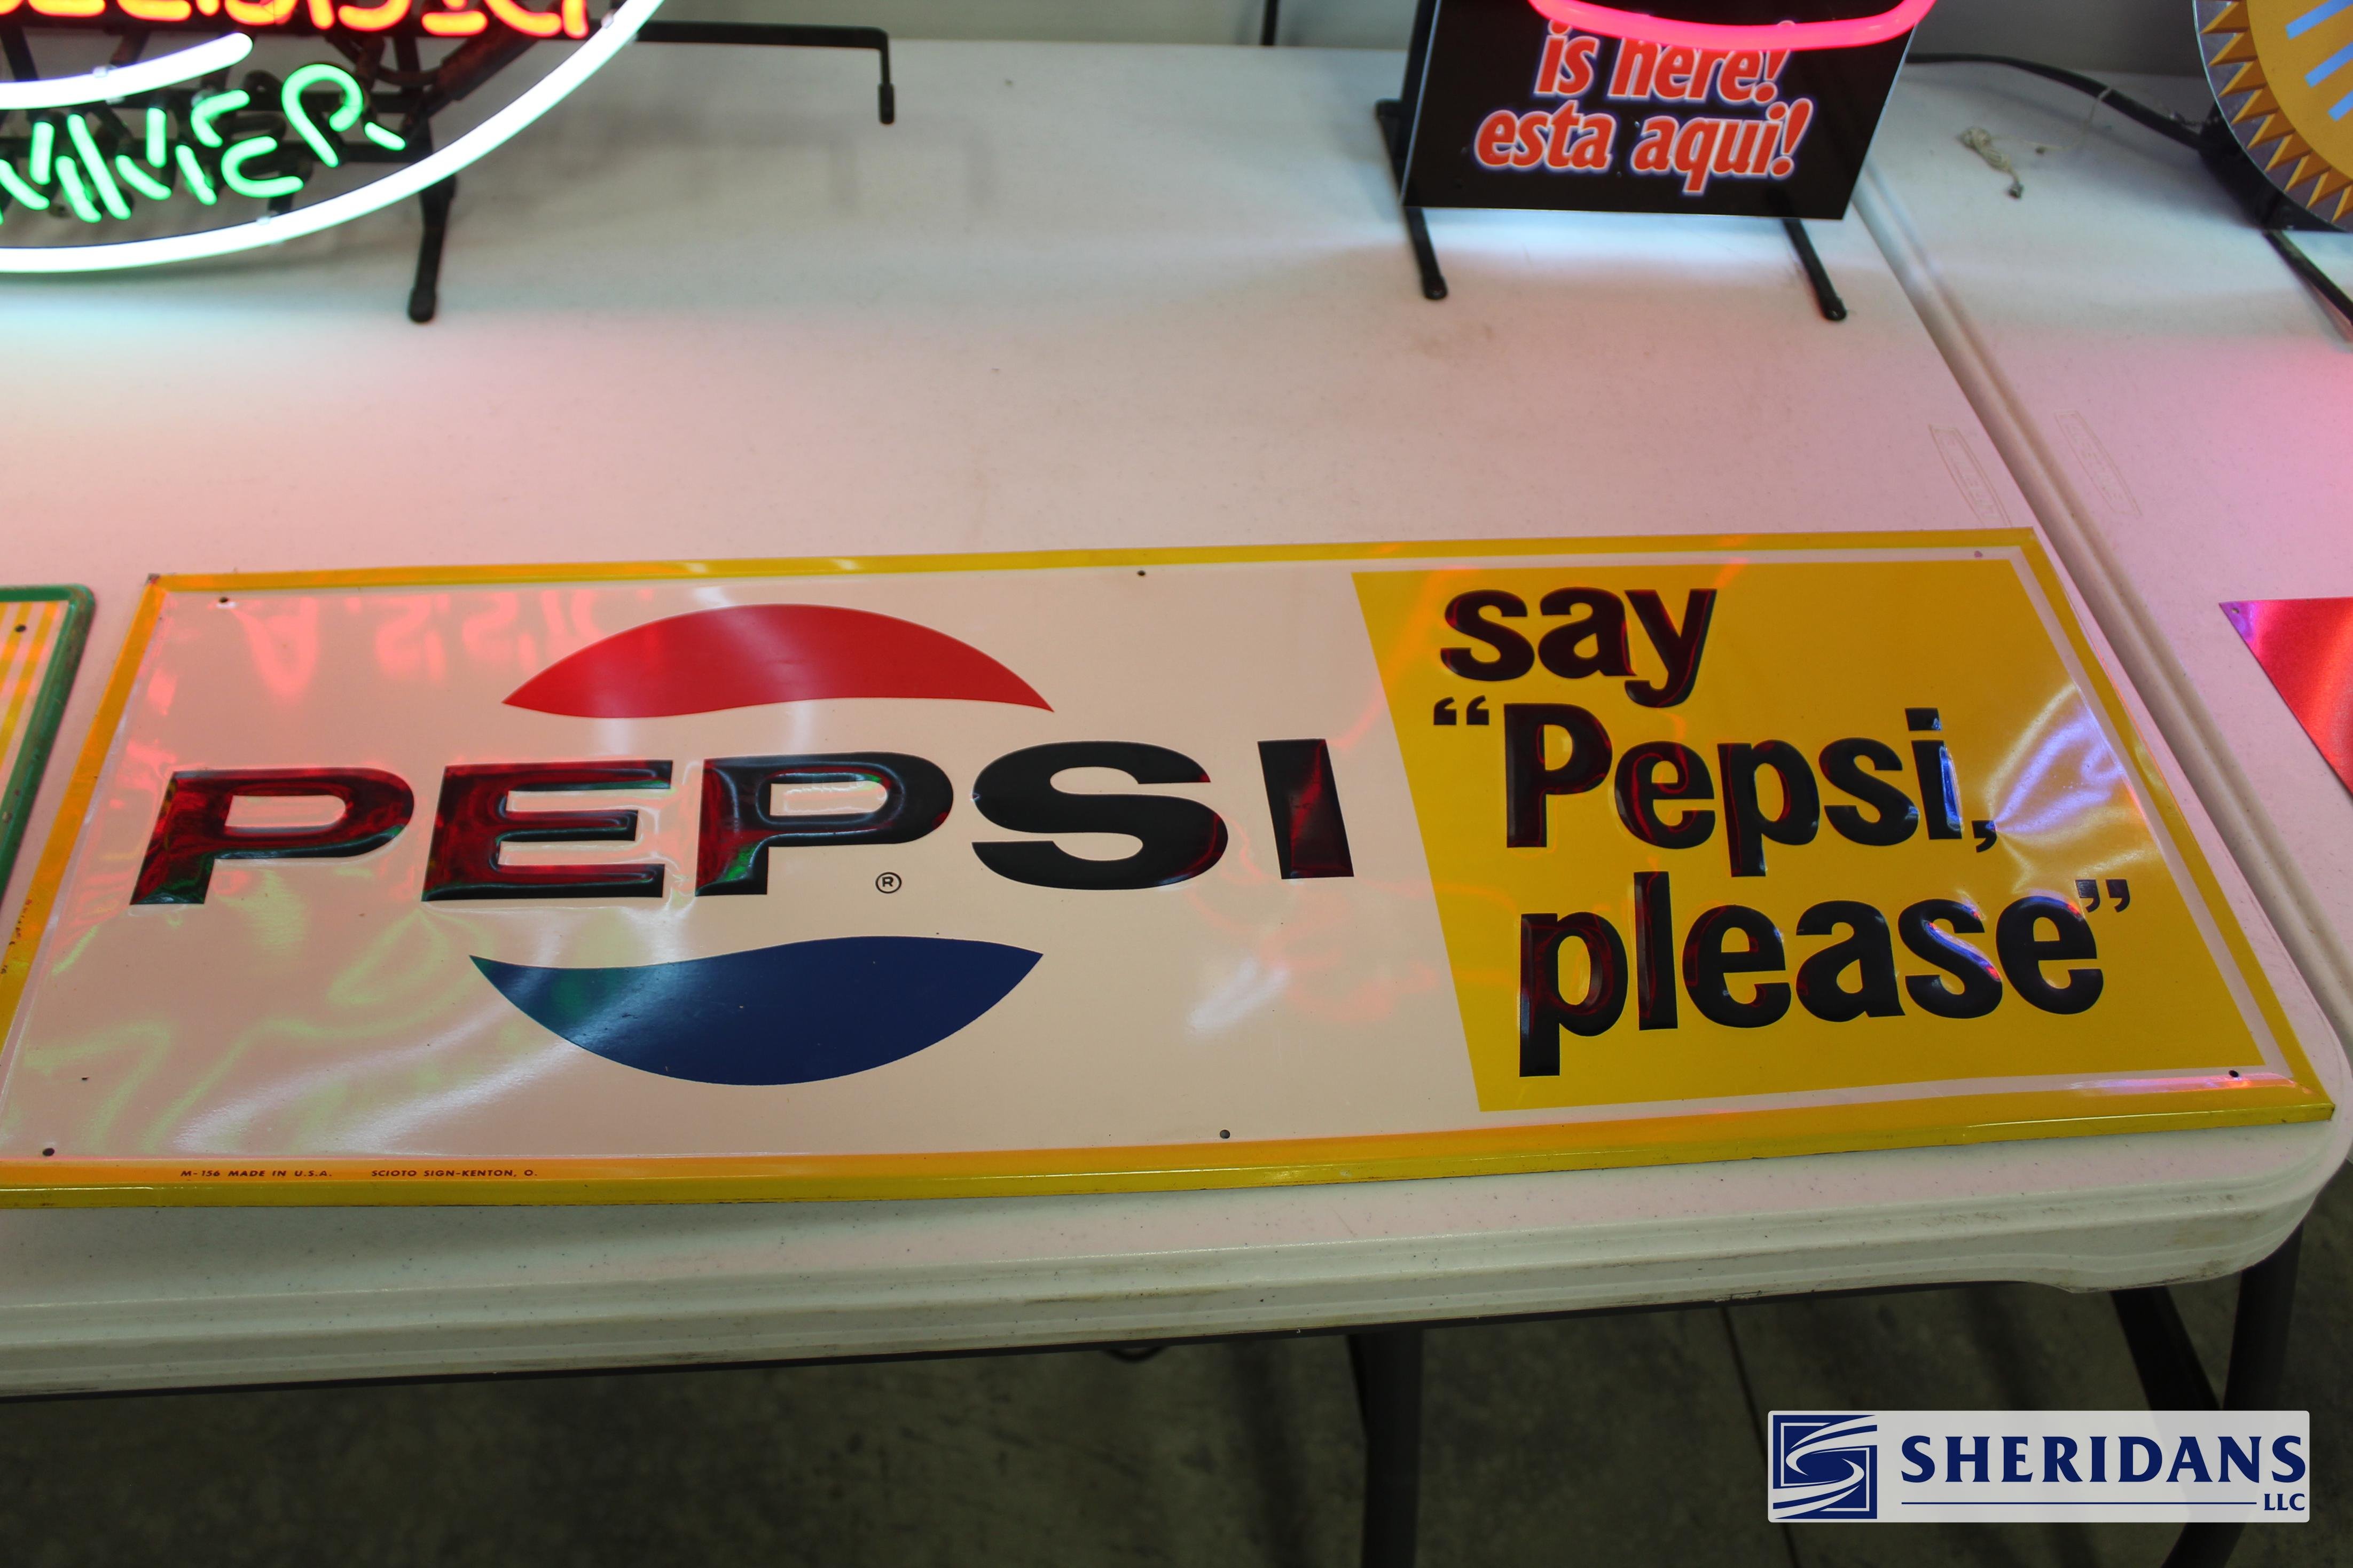 is here!
esta aqui!
PEPSI
®
say
“Pepsi,
please”
M-156 MADE IN U.S.A. SCIOTO SIGN-KENTON, O.
SHERIDANS
LLC